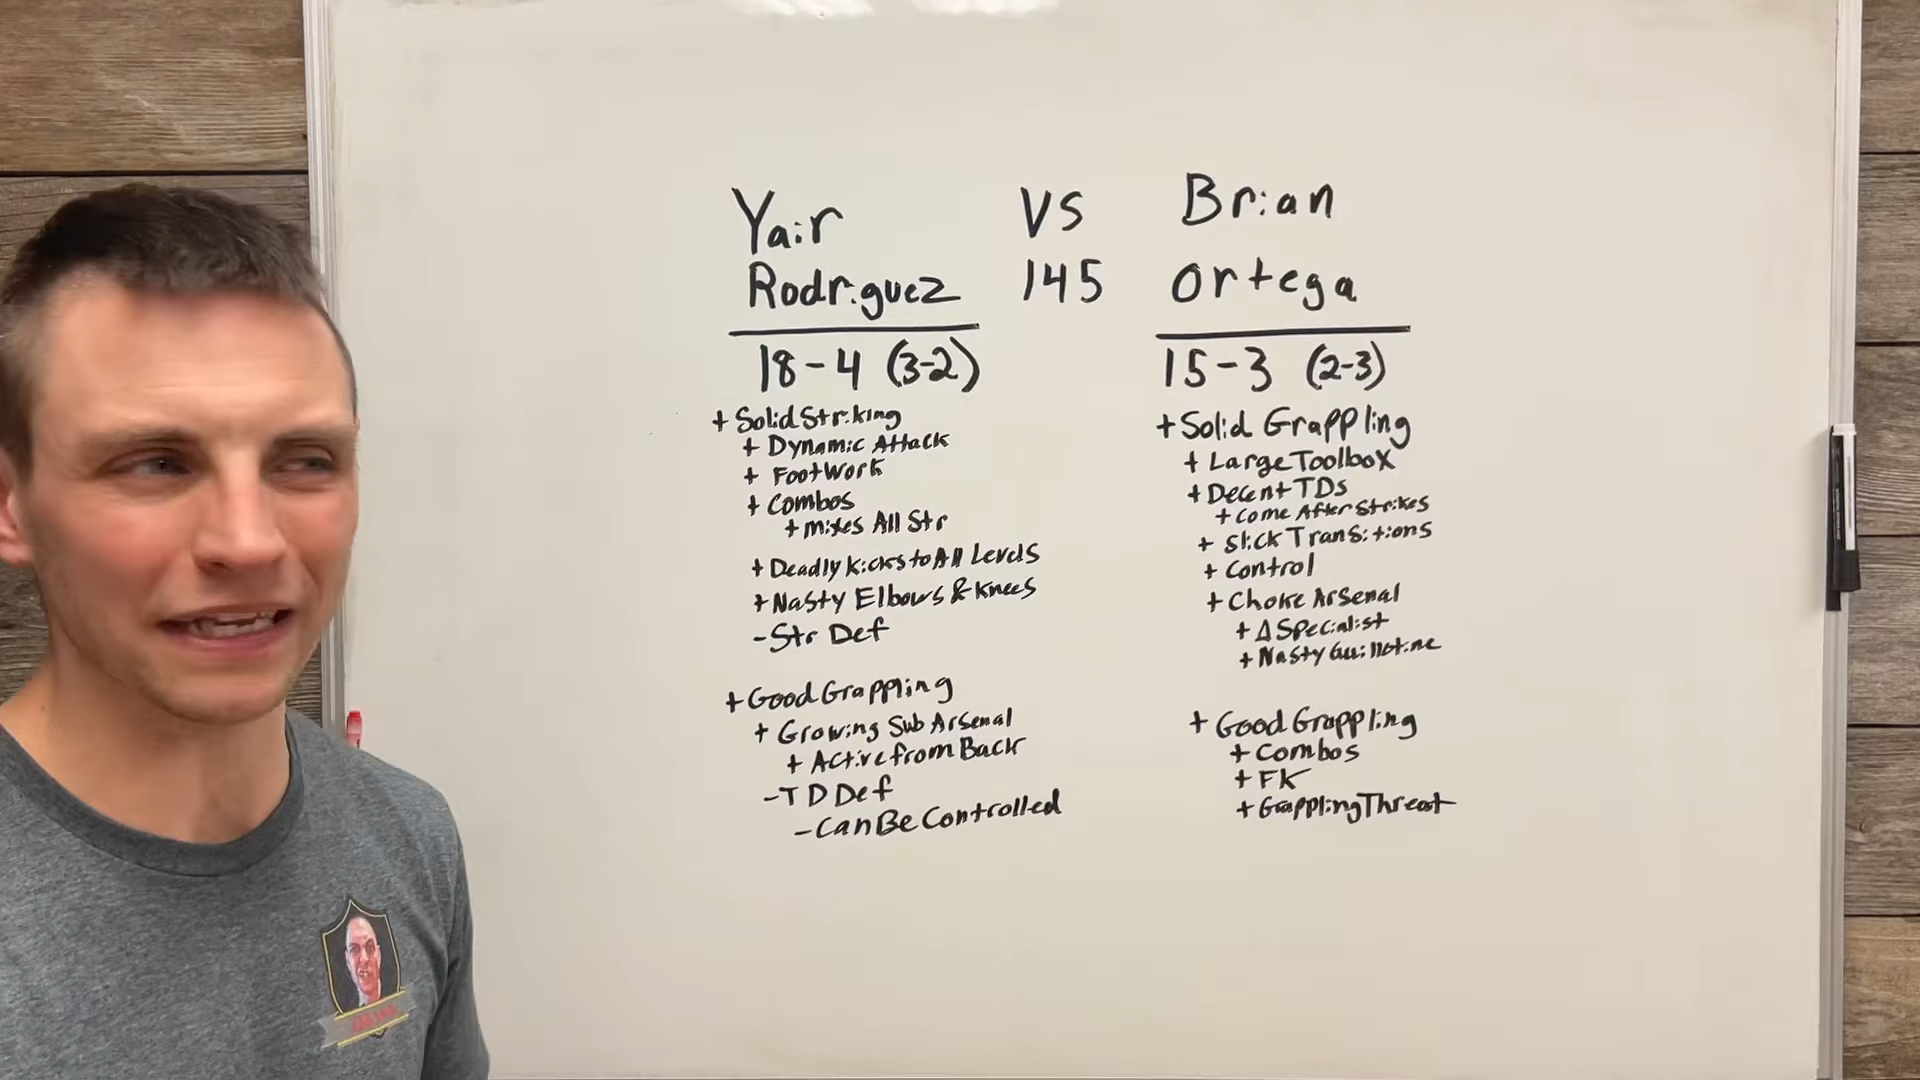 Yair
Rodriguez
VS
145
Brian
Ortega
18-4 (3-2)
+ Solid Striking
+ Dynamic Attack
+ Footwork
+ Combos
+ mixes All Str
+ Deadly kicks to All Levels
+ Nasty Elbows & knees
- Str Def
+ Good Grappling
+ Growing Sub Arsenal
+ Active from Back
- TD Def
- Can Be Controlled
15-3 (2-3)
+ Solid Grappling
+ Large Toolbox
+ Decent TDs
+ Come After Strikes
+ Slick Transitions
+ Control
+ Choke Arsenal
+ Δ Specialist
+ Nasty Guillotine
+ Good Grappling
+ Combos
+ FK
+ Grappling Threat